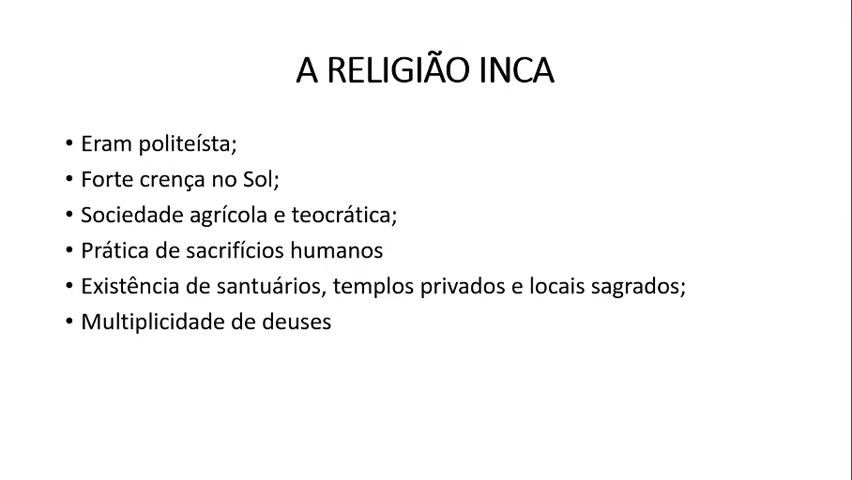 A RELIGIÃO INCA
• Eram politeísta;
• Forte crença no Sol;
• Sociedade agrícola e teocrática;
• Prática de sacrifícios humanos
• Existência de santuários, templos privados e locais sagrados;
• Multiplicidade de deuses